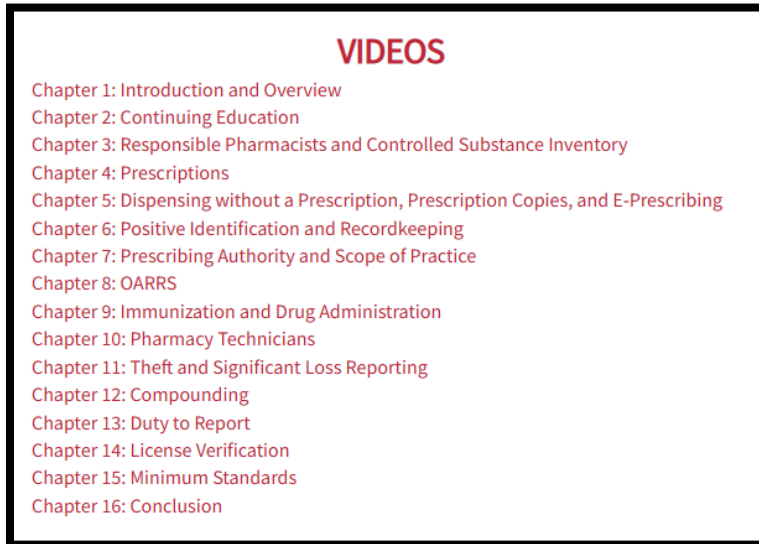 VIDEOS
Chapter 1: Introduction and Overview
Chapter 2: Continuing Education
Chapter 3: Responsible Pharmacists and Controlled Substance Inventory
Chapter 4: Prescriptions
Chapter 5: Dispensing without a Prescription, Prescription Copies, and E-Prescribing
Chapter 6: Positive Identification and Recordkeeping
Chapter 7: Prescribing Authority and Scope of Practice
Chapter 8: OARRS
Chapter 9: Immunization and Drug Administration
Chapter 10: Pharmacy Technicians
Chapter 11: Theft and Significant Loss Reporting
Chapter 12: Compounding
Chapter 13: Duty to Report
Chapter 14: License Verification
Chapter 15: Minimum Standards
Chapter 16: Conclusion